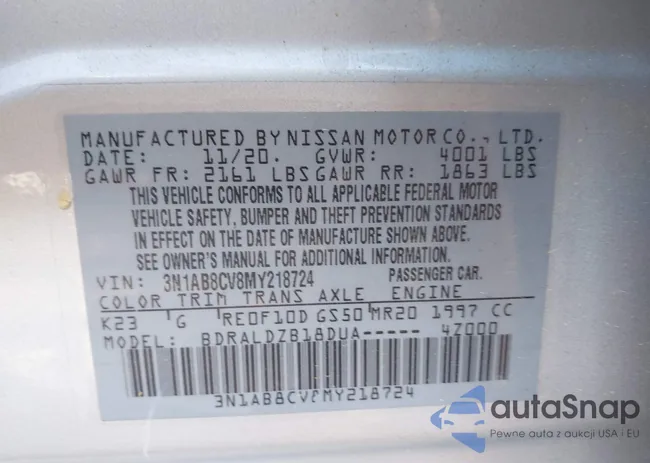 MANUFACTURED BY NISSAN MOTOR CO., LTD.
DATE: 11/20. GVWR: 4001 LBS
GAWR FR: 2161 LBS GAWR RR: 1863 LBS
THIS VEHICLE CONFORMS TO ALL APPLICABLE FEDERAL MOTOR
VEHICLE SAFETY, BUMPER AND THEFT PREVENTION STANDARDS
IN EFFECT ON THE DATE OF MANUFACTURE SHOWN ABOVE.
SEE OWNER'S MANUAL FOR ADDITIONAL INFORMATION.
VIN: 3N1AB8CV8MY218724 PASSENGER CAR.
COLOR TRIM TRANS AXLE ENGINE
K23 G RE0F10D GS50 MR20 1997 CC
MODEL: BDRALDZB18DUA----- 4Z000
3N1AB8CV8MY218724
autaSnap
Pewne auta z aukcji USA i EU